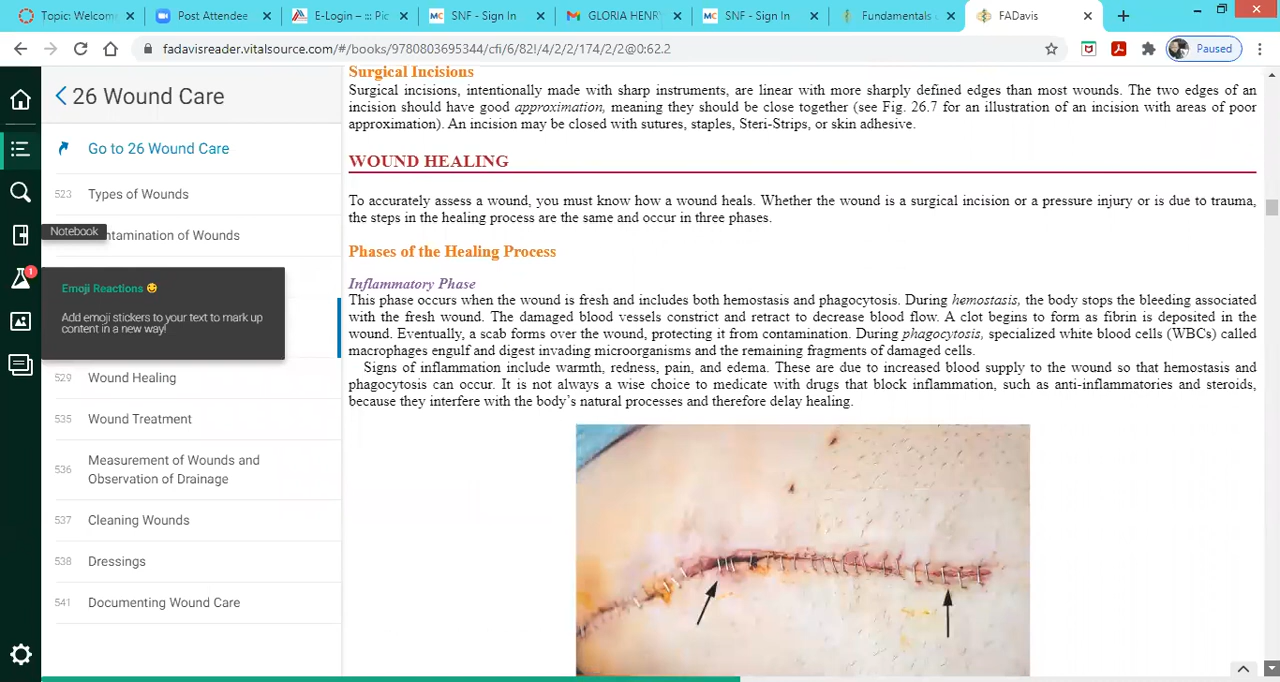 Topic: Welcome
Post Attendee
E-Login – ::: Pic
SNF - Sign In
GLORIA HENRY
SNF - Sign In
Fundamentals
FADavis
fadavisreader.vitalsource.com/#/books/9780803695344/cfi/6/82!/4/2/2/174/2/2@0:62.2
Paused
26 Wound Care
Go to 26 Wound Care
523 Types of Wounds
Notebook
ntamination of Wounds
Emoji Reactions
Add emoji stickers to your text to mark up
content in a new way!
1
529 Wound Healing
535 Wound Treatment
Measurement of Wounds and
536
Observation of Drainage
537 Cleaning Wounds
538 Dressings
541 Documenting Wound Care
Surgical Incisions
Surgical incisions, intentionally made with sharp instruments, are linear with more sharply defined edges than most wounds. The two edges of an
incision should have good approximation, meaning they should be close together (see Fig. 26.7 for an illustration of an incision with areas of poor
approximation). An incision may be closed with sutures, staples, Steri-Strips, or skin adhesive.
WOUND HEALING
To accurately assess a wound, you must know how a wound heals. Whether the wound is a surgical incision or a pressure injury or is due to trauma,
the steps in the healing process are the same and occur in three phases.
Phases of the Healing Process
Inflammatory Phase
This phase occurs when the wound is fresh and includes both hemostasis and phagocytosis. During hemostasis, the body stops the bleeding associated
with the fresh wound. The damaged blood vessels constrict and retract to decrease blood flow. A clot begins to form as fibrin is deposited in the
wound. Eventually, a scab forms over the wound, protecting it from contamination. During phagocytosis, specialized white blood cells (WBCs) called
macrophages engulf and digest invading microorganisms and the remaining fragments of damaged cells.
Signs of inflammation include warmth, redness, pain, and edema. These are due to increased blood supply to the wound so that hemostasis and
phagocytosis can occur. It is not always a wise choice to medicate with drugs that block inflammation, such as anti-inflammatories and steroids,
because they interfere with the body's natural processes and therefore delay healing.